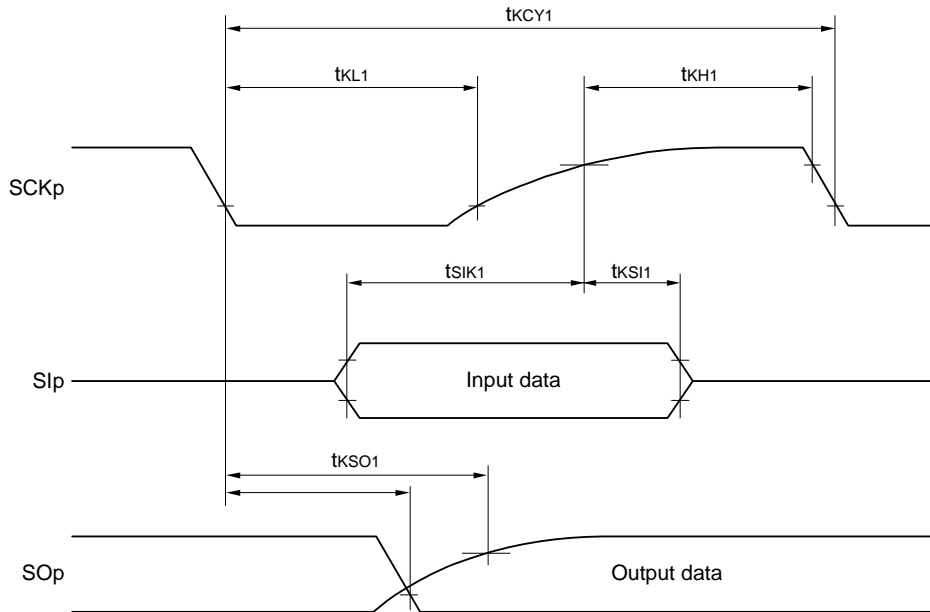 tKCY1
tKL1
tKH1
SCKp
tSIK1
tKSI1
SIp
Input data
tKSO1
SOp
Output data